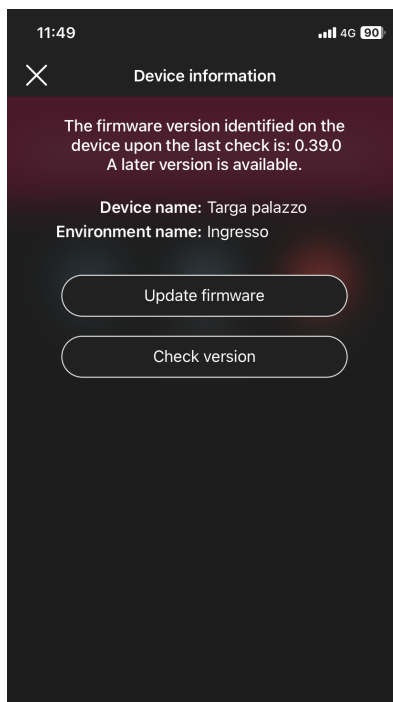 11:49
4G 90
Device information
The firmware version identified on the
device upon the last check is: 0.39.0
A later version is available.
Device name: Targa palazzo
Environment name: Ingresso
Update firmware
Check version